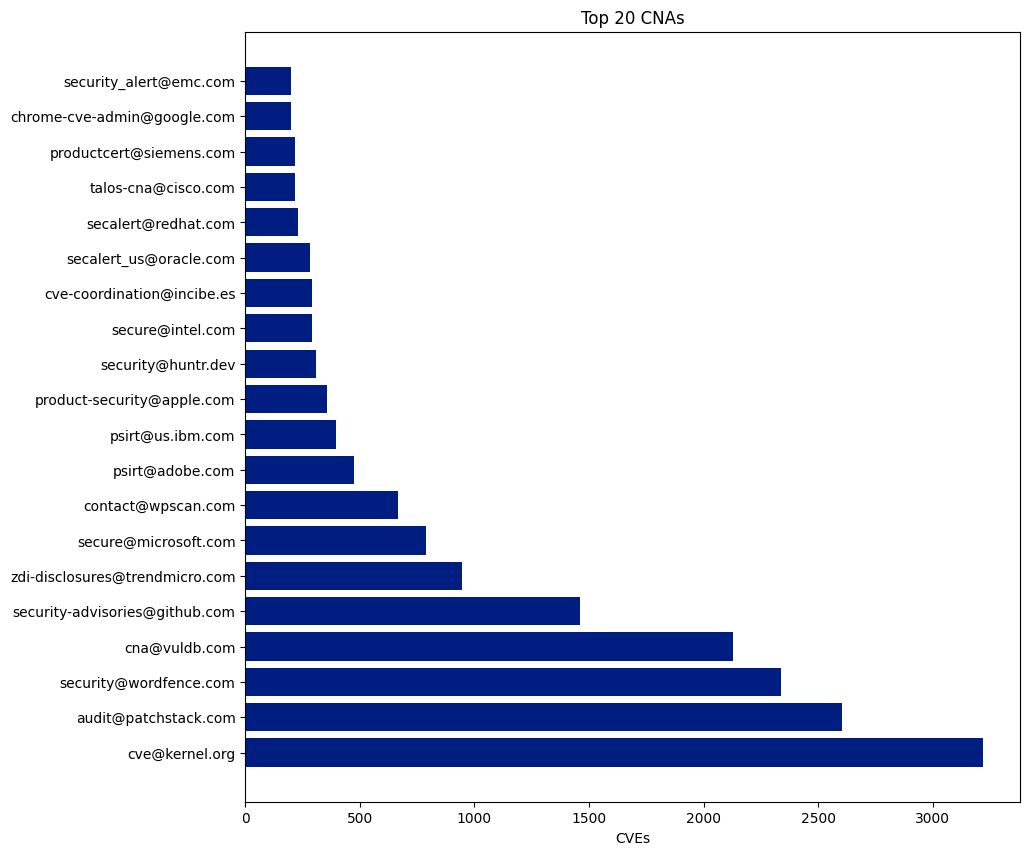 Top 20 CNAs
security_alert@emc.com
chrome-cve-admin@google.com
productcert@siemens.com
talos-cna@cisco.com
secalert@redhat.com
secalert_us@oracle.com
cve-coordination@incibe.es
secure@intel.com
security@huntr.dev
product-security@apple.com
psirt@us.ibm.com
psirt@adobe.com
contact@wpscan.com
secure@microsoft.com
zdi-disclosures@trendmicro.com
security-advisories@github.com
cna@vuldb.com
security@wordfence.com
audit@patchstack.com
cve@kernel.org
0 500 1000 1500 2000 2500 3000
CVEs